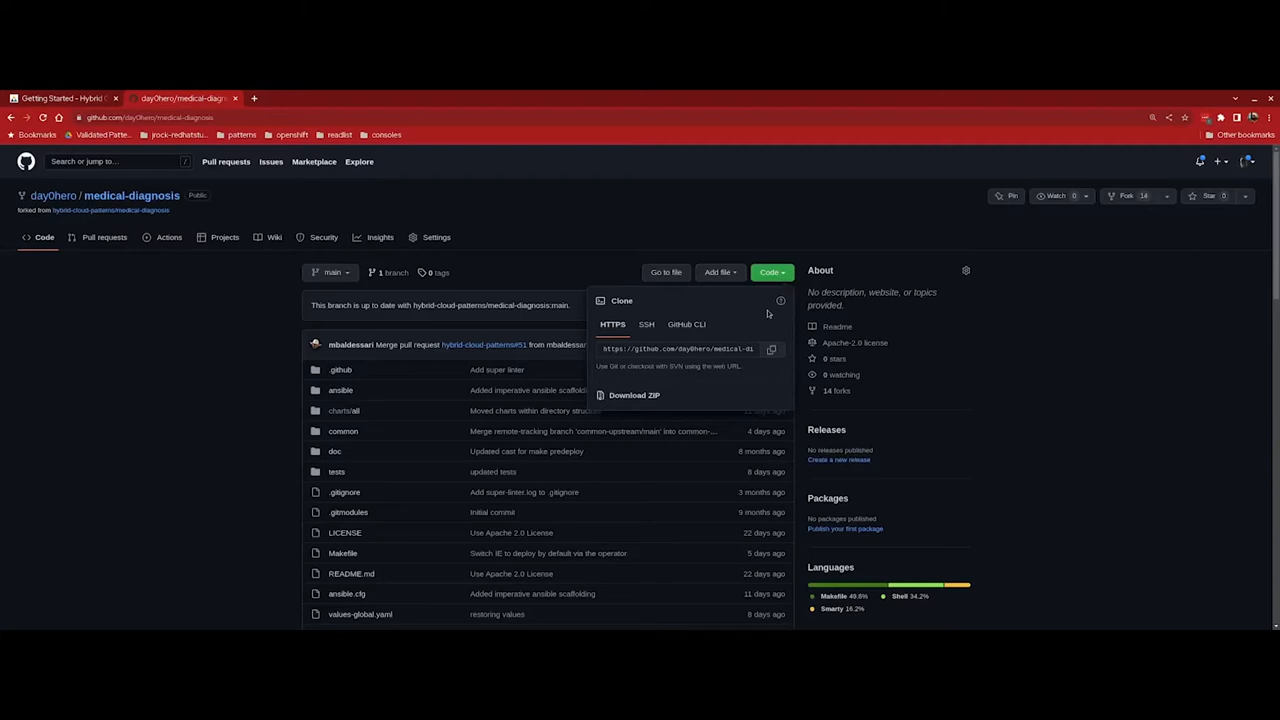 Getting Started - Hybrid C
day0hero/medical-diagn
github.com/day0hero/medical-diagnosis
Bookmarks Validated Patte... jrock-redhatstu... patterns openshift readlist consoles Other bookmarks
Search or jump to... / Pull requests Issues Marketplace Explore
day0hero / medical-diagnosis Public Pin Watch 0 Fork 14 Star 0
forked from hybrid-cloud-patterns/medical-diagnosis
Code Pull requests Actions Projects Wiki Security Insights Settings
main 1 branch 0 tags Go to file Add file Code
This branch is up to date with hybrid-cloud-patterns/medical-diagnosis:main.
Clone
HTTPS SSH GitHub CLI
https://github.com/day0hero/medical-di
Use Git or checkout with SVN using the web URL.
Download ZIP
mbaldessari Merge pull request hybrid-cloud-patterns#51 from mbaldessari
.github Add super linter
ansible Added imperative ansible scaffolding
charts/all Moved charts within directory struct
common Merge remote-tracking branch 'common-upstream/main' into common-... 4 days ago
doc Updated cast for make predeploy 8 months ago
tests updated tests 8 days ago
.gitignore Add super-linter.log to .gitignore 3 months ago
.gitmodules Initial commit 9 months ago
LICENSE Use Apache 2.0 License 22 days ago
Makefile Switch IE to deploy by default via the operator 5 days ago
README.md Use Apache 2.0 License 22 days ago
ansible.cfg Added imperative ansible scaffolding 11 days ago
values-global.yaml restoring values 8 days ago
About
No description, website, or topics
provided.
Readme
Apache-2.0 license
0 stars
0 watching
14 forks
Releases
No releases published
Create a new release
Packages
No packages published
Publish your first package
Languages
Makefile 49.6% Shell 34.2%
Smarty 16.2%